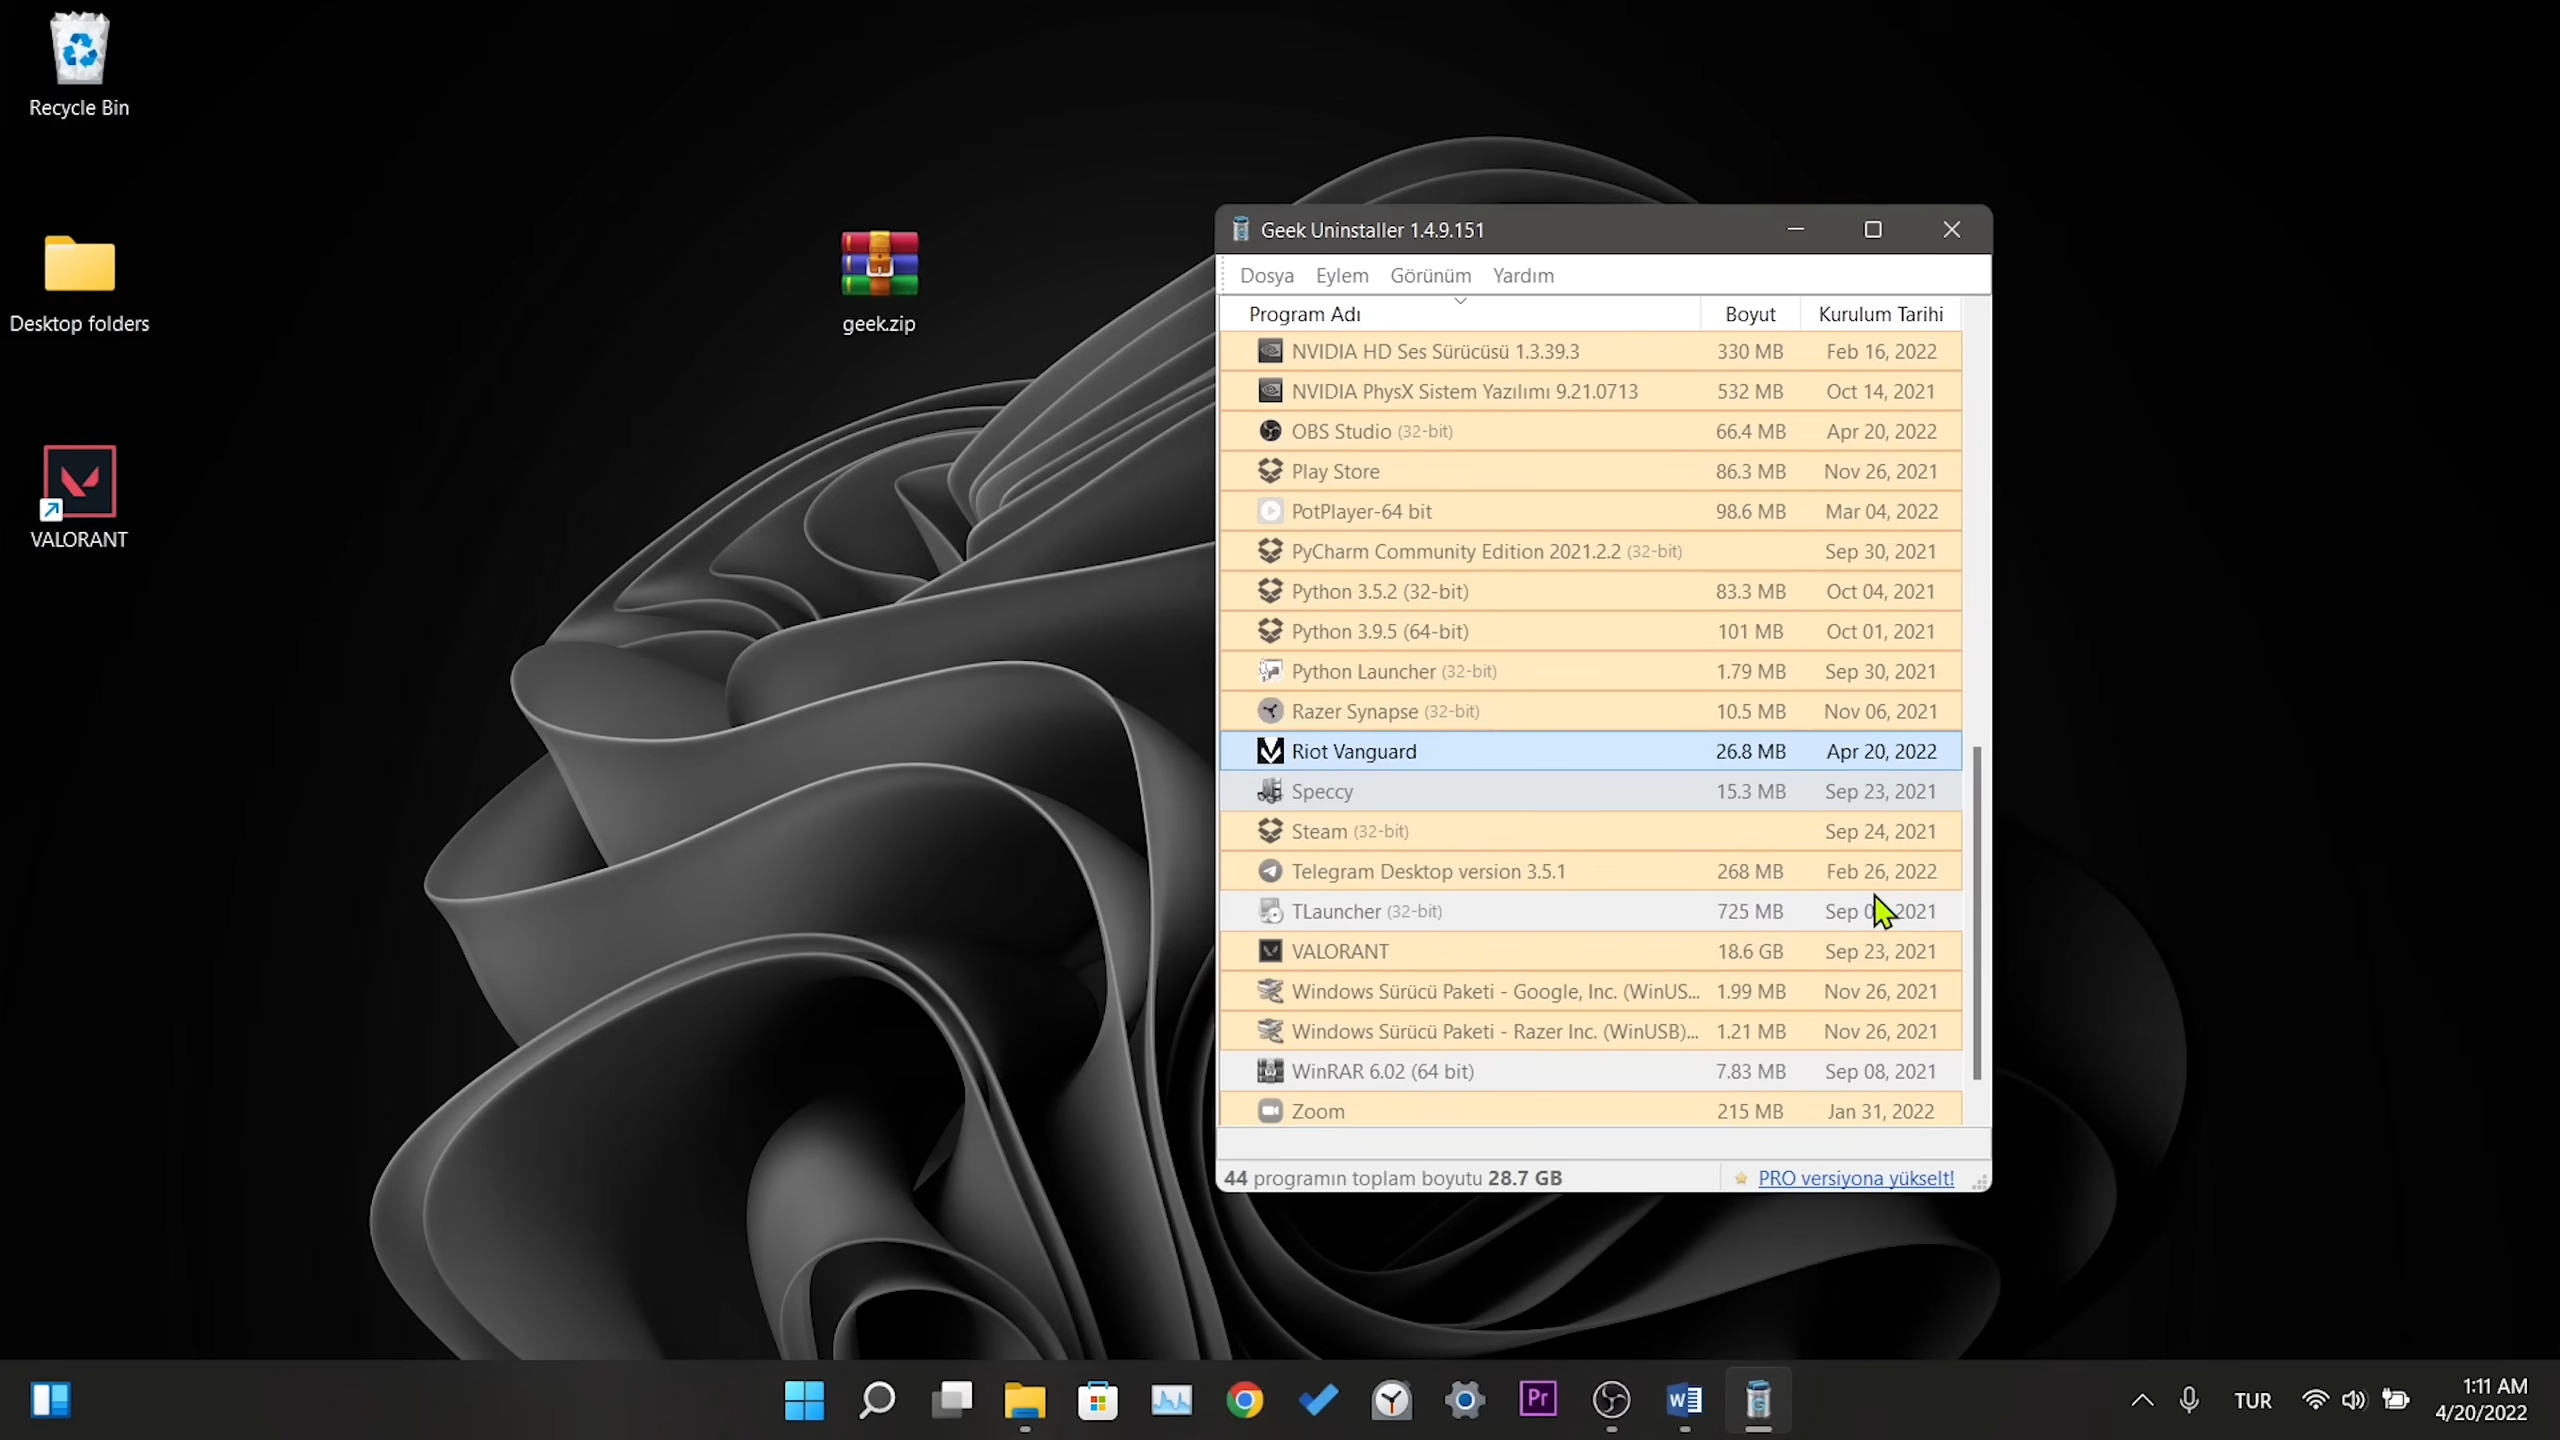 Recycle Bin
Desktop folders
VALORANT
geek.zip
Geek Uninstaller 1.4.9.151
Dosya Eylem Görünüm Yardım
Program Adı Boyut Kurulum Tarihi
NVIDIA HD Ses Sürücüsü 1.3.39.3 330 MB Feb 16, 2022
NVIDIA PhysX Sistem Yazılımı 9.21.0713 532 MB Oct 14, 2021
OBS Studio (32-bit) 66.4 MB Apr 20, 2022
Play Store 86.3 MB Nov 26, 2021
PotPlayer-64 bit 98.6 MB Mar 04, 2022
PyCharm Community Edition 2021.2.2 (32-bit) Sep 30, 2021
Python 3.5.2 (32-bit) 83.3 MB Oct 04, 2021
Python 3.9.5 (64-bit) 101 MB Oct 01, 2021
Python Launcher (32-bit) 1.79 MB Sep 30, 2021
Razer Synapse (32-bit) 10.5 MB Nov 06, 2021
Riot Vanguard 26.8 MB Apr 20, 2022
Speccy 15.3 MB Sep 23, 2021
Steam (32-bit) Sep 24, 2021
Telegram Desktop version 3.5.1 268 MB Feb 26, 2022
TLauncher (32-bit) 725 MB Sep 2021
VALORANT 18.6 GB Sep 23, 2021
Windows Sürücü Paketi - Google, Inc. (WinUS... 1.99 MB Nov 26, 2021
Windows Sürücü Paketi - Razer Inc. (WinUSB)... 1.21 MB Nov 26, 2021
WinRAR 6.02 (64 bit) 7.83 MB Sep 08, 2021
Zoom 215 MB Jan 31, 2022
44 programın toplam boyutu 28.7 GB PRO versiyona yükselt!
Pr
TUR
1:11 AM
4/20/2022